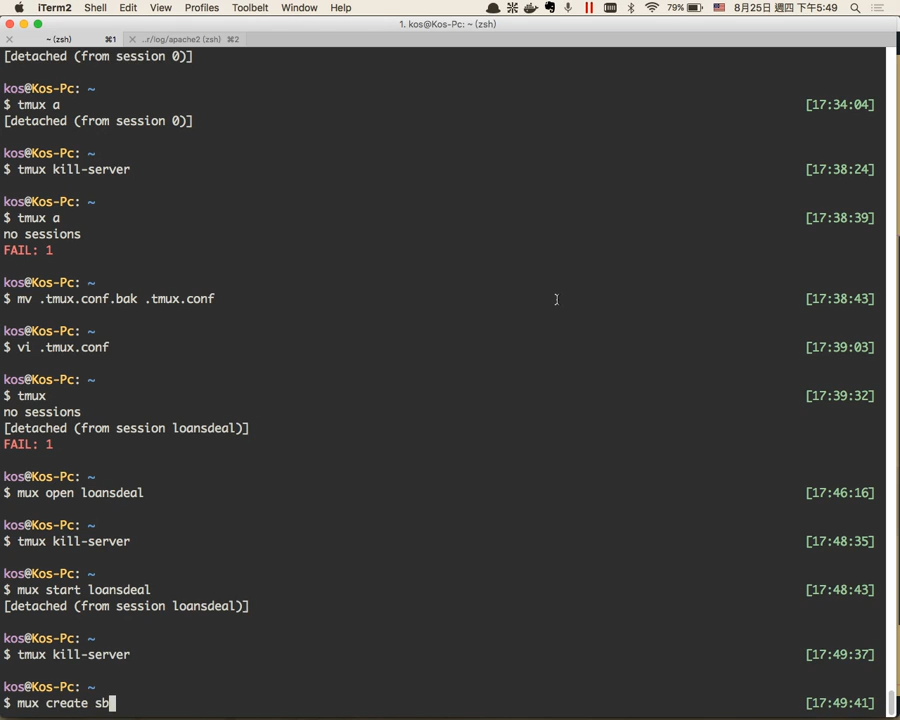 iTerm2 Shell Edit View Profiles Toolbelt Window Help 79% 8月25日 週四 下午5:49
1. kos@Kos-Pc: ~ (zsh)
~ (zsh) ⌘1 ..r/log/apache2 (zsh) ⌘2
[detached (from session 0)]
kos@Kos-Pc: ~
$ tmux a [17:34:04]
[detached (from session 0)]
kos@Kos-Pc: ~
$ tmux kill-server [17:38:24]
kos@Kos-Pc: ~
$ tmux a [17:38:39]
no sessions
FAIL: 1
kos@Kos-Pc: ~
$ mv .tmux.conf.bak .tmux.conf [17:38:43]
kos@Kos-Pc: ~
$ vi .tmux.conf [17:39:03]
kos@Kos-Pc: ~
$ tmux [17:39:32]
no sessions
[detached (from session loansdeal)]
FAIL: 1
kos@Kos-Pc: ~
$ mux open loansdeal [17:46:16]
kos@Kos-Pc: ~
$ tmux kill-server [17:48:35]
kos@Kos-Pc: ~
$ mux start loansdeal [17:48:43]
[detached (from session loansdeal)]
kos@Kos-Pc: ~
$ tmux kill-server [17:49:37]
kos@Kos-Pc: ~
$ mux create sb [17:49:41]